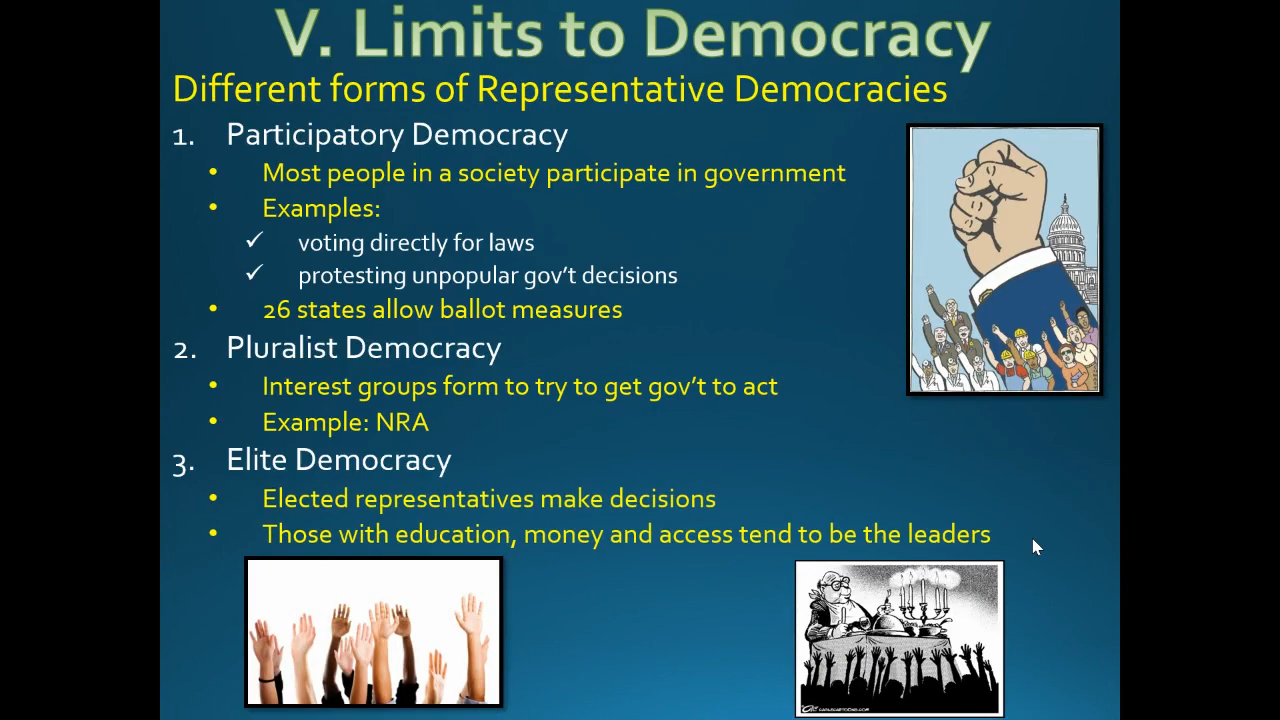 V. Limits to Democracy
Different forms of Representative Democracies
1. Participatory Democracy
• Most people in a society participate in government
• Examples:
✓ voting directly for laws
✓ protesting unpopular gov't decisions
• 26 states allow ballot measures
2. Pluralist Democracy
• Interest groups form to try to get gov't to act
• Example: NRA
3. Elite Democracy
• Elected representatives make decisions
• Those with education, money and access tend to be the leaders